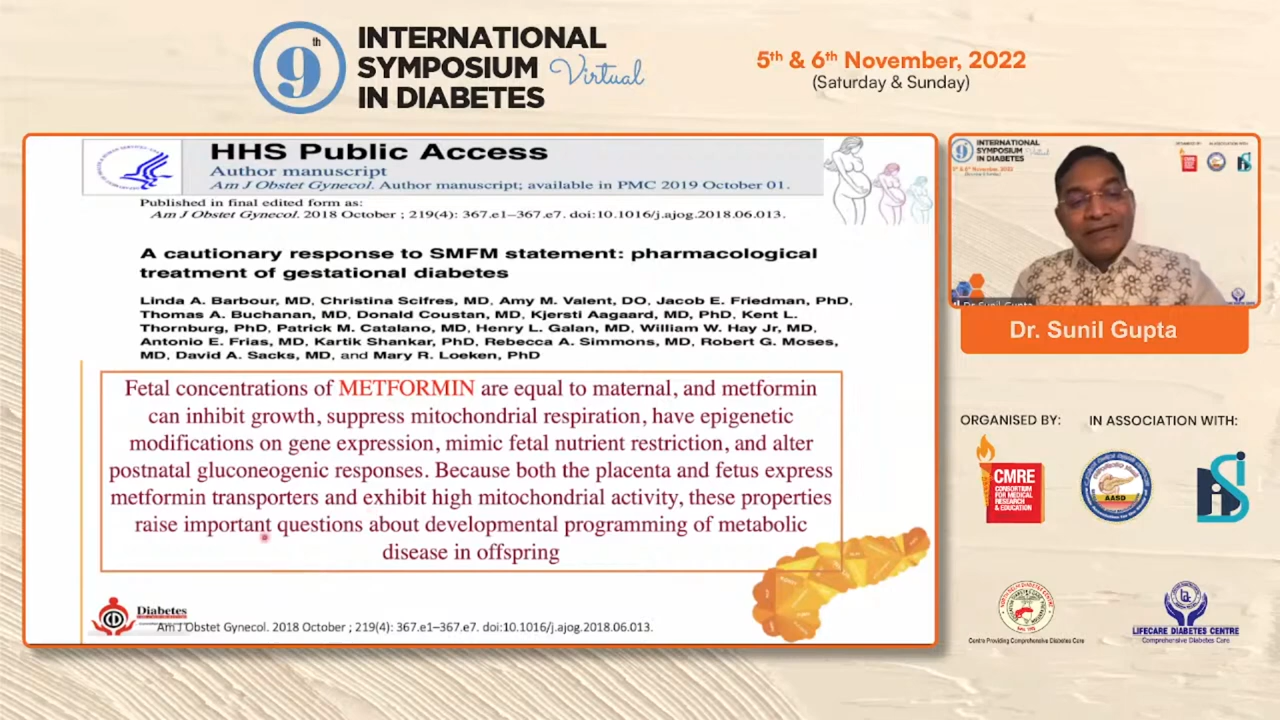 9th
INTERNATIONAL
SYMPOSIUM Virtual
IN DIABETES
5th & 6th November, 2022
(Saturday & Sunday)
HHS Public Access
Author manuscript
Am J Obstet Gynecol. Author manuscript; available in PMC 2019 October 01.
Published in final edited form as:
Am J Obstet Gynecol. 2018 October ; 219(4): 367.e1–367.e7. doi:10.1016/j.ajog.2018.06.013.
A cautionary response to SMFM statement: pharmacological
treatment of gestational diabetes
Linda A. Barbour, MD, Christina Scifres, MD, Amy M. Valent, DO, Jacob E. Friedman, PhD,
Thomas A. Buchanan, MD, Donald Coustan, MD, Kjersti Aagaard, MD, PhD, Kent L.
Thornburg, PhD, Patrick M. Catalano, MD, Henry L. Galan, MD, William W. Hay Jr, MD,
Antonio E. Frias, MD, Kartik Shankar, PhD, Rebecca A. Simmons, MD, Robert G. Moses,
MD, David A. Sacks, MD, and Mary R. Loeken, PhD
Fetal concentrations of METFORMIN are equal to maternal, and metformin
can inhibit growth, suppress mitochondrial respiration, have epigenetic
modifications on gene expression, mimic fetal nutrient restriction, and alter
postnatal gluconeogenic responses. Because both the placenta and fetus express
metformin transporters and exhibit high mitochondrial activity, these properties
raise important questions about developmental programming of metabolic
disease in offspring
Diabetes
Am J Obstet Gynecol. 2018 October ; 219(4): 367.e1–367.e7. doi:10.1016/j.ajog.2018.06.013.
9
INTERNATIONAL
SYMPOSIUM Virtual
IN DIABETES
Dr. Sunil Gupta
Dr. Sunil Gupta
ORGANISED BY:
IN ASSOCIATION WITH:
CMRE
CONSORTIUM
FOR MEDICAL
RESEARCH
& EDUCATION
AASD
Centre Providing Comprehensive Diabetes Care
LIFECARE DIABETES CENTRE
Comprehensive Diabetes Care